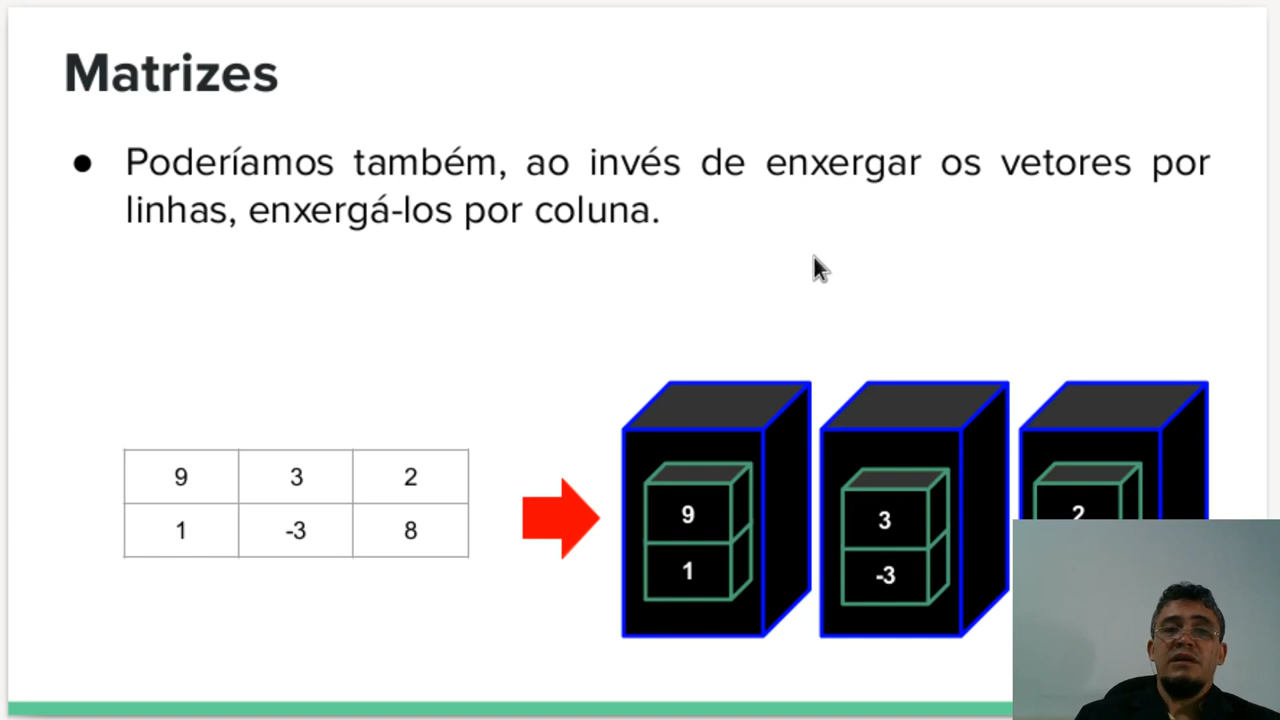 Matrizes
● Poderíamos também, ao invés de enxergar os vetores por
linhas, enxergá-los por coluna.
9 3 2
1 -3 8
9 3 2
1 -3